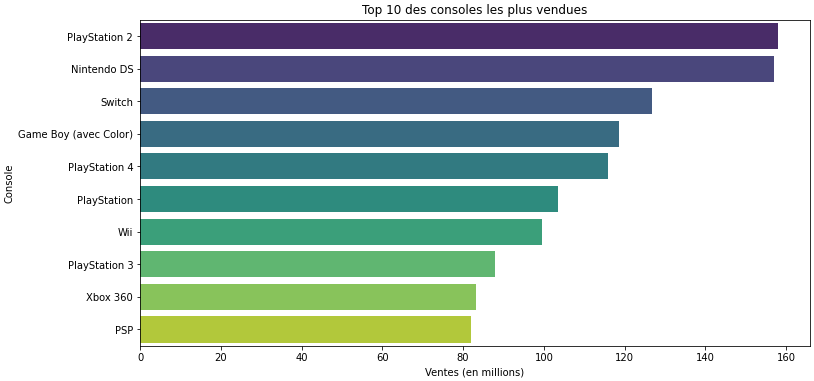 Top 10 des consoles les plus vendues
Console
PlayStation 2
Nintendo DS
Switch
Game Boy (avec Color)
PlayStation 4
PlayStation
Wii
PlayStation 3
Xbox 360
PSP
0 20 40 60 80 100 120 140 160
Ventes (en millions)